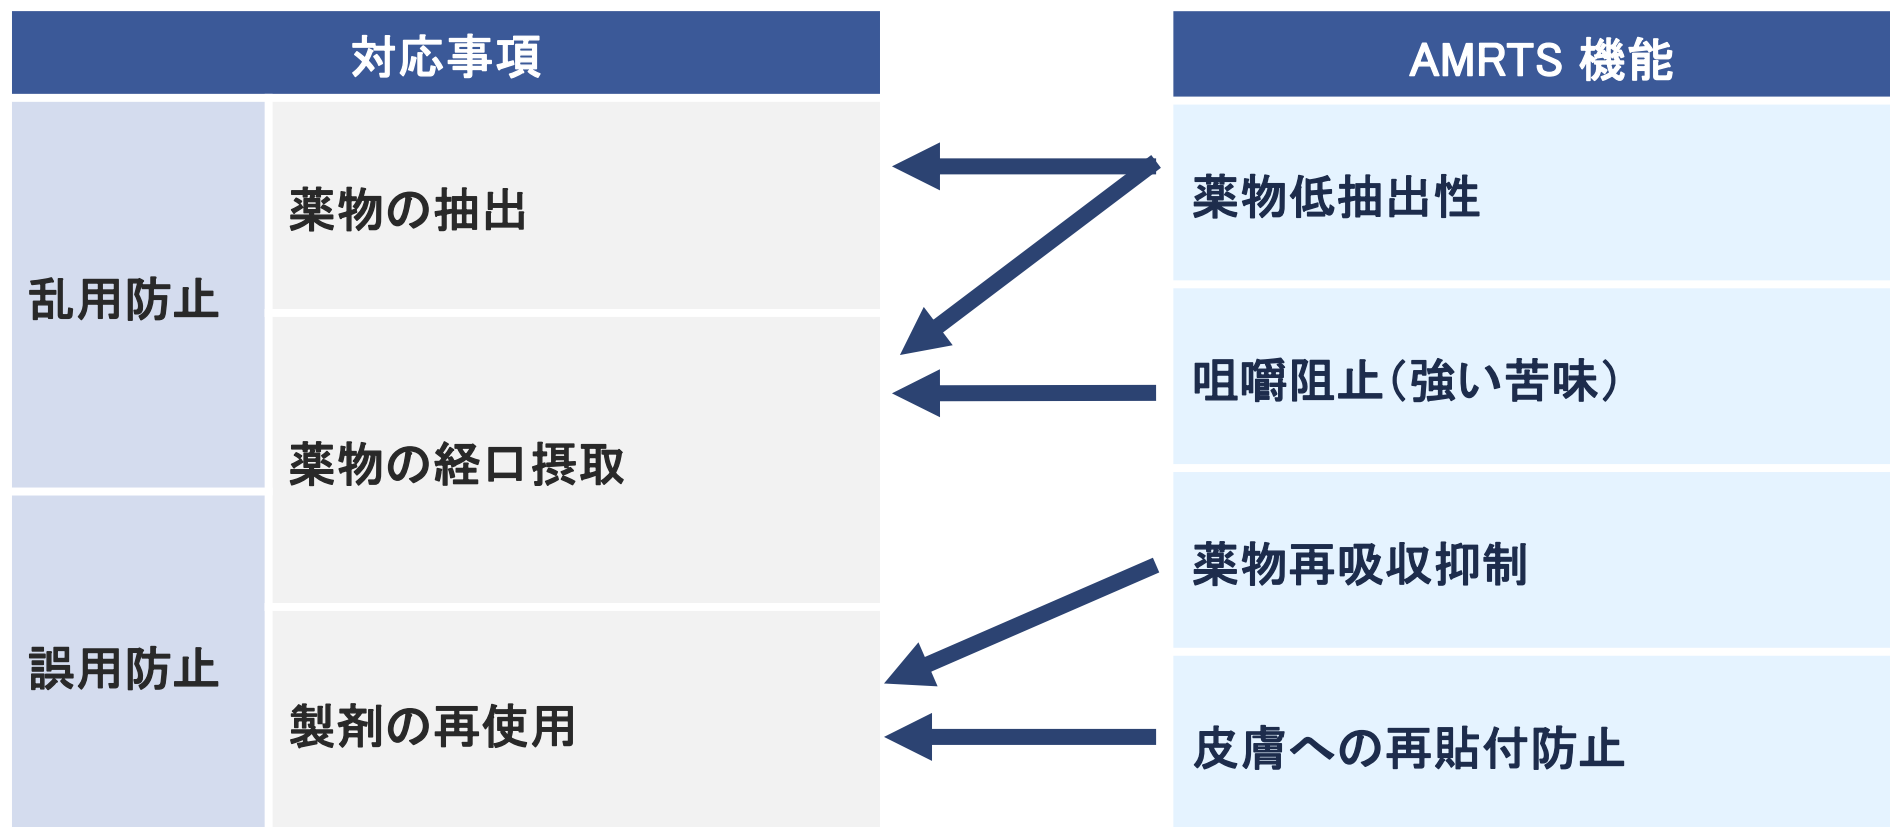 対応事項
乱用防止
薬物の抽出
薬物の経口摂取
誤用防止
製剤の再使用
AMRTS 機能
薬物低抽出性
咀嚼阻止（強い苦味）
薬物再吸収抑制
皮膚への再貼付防止